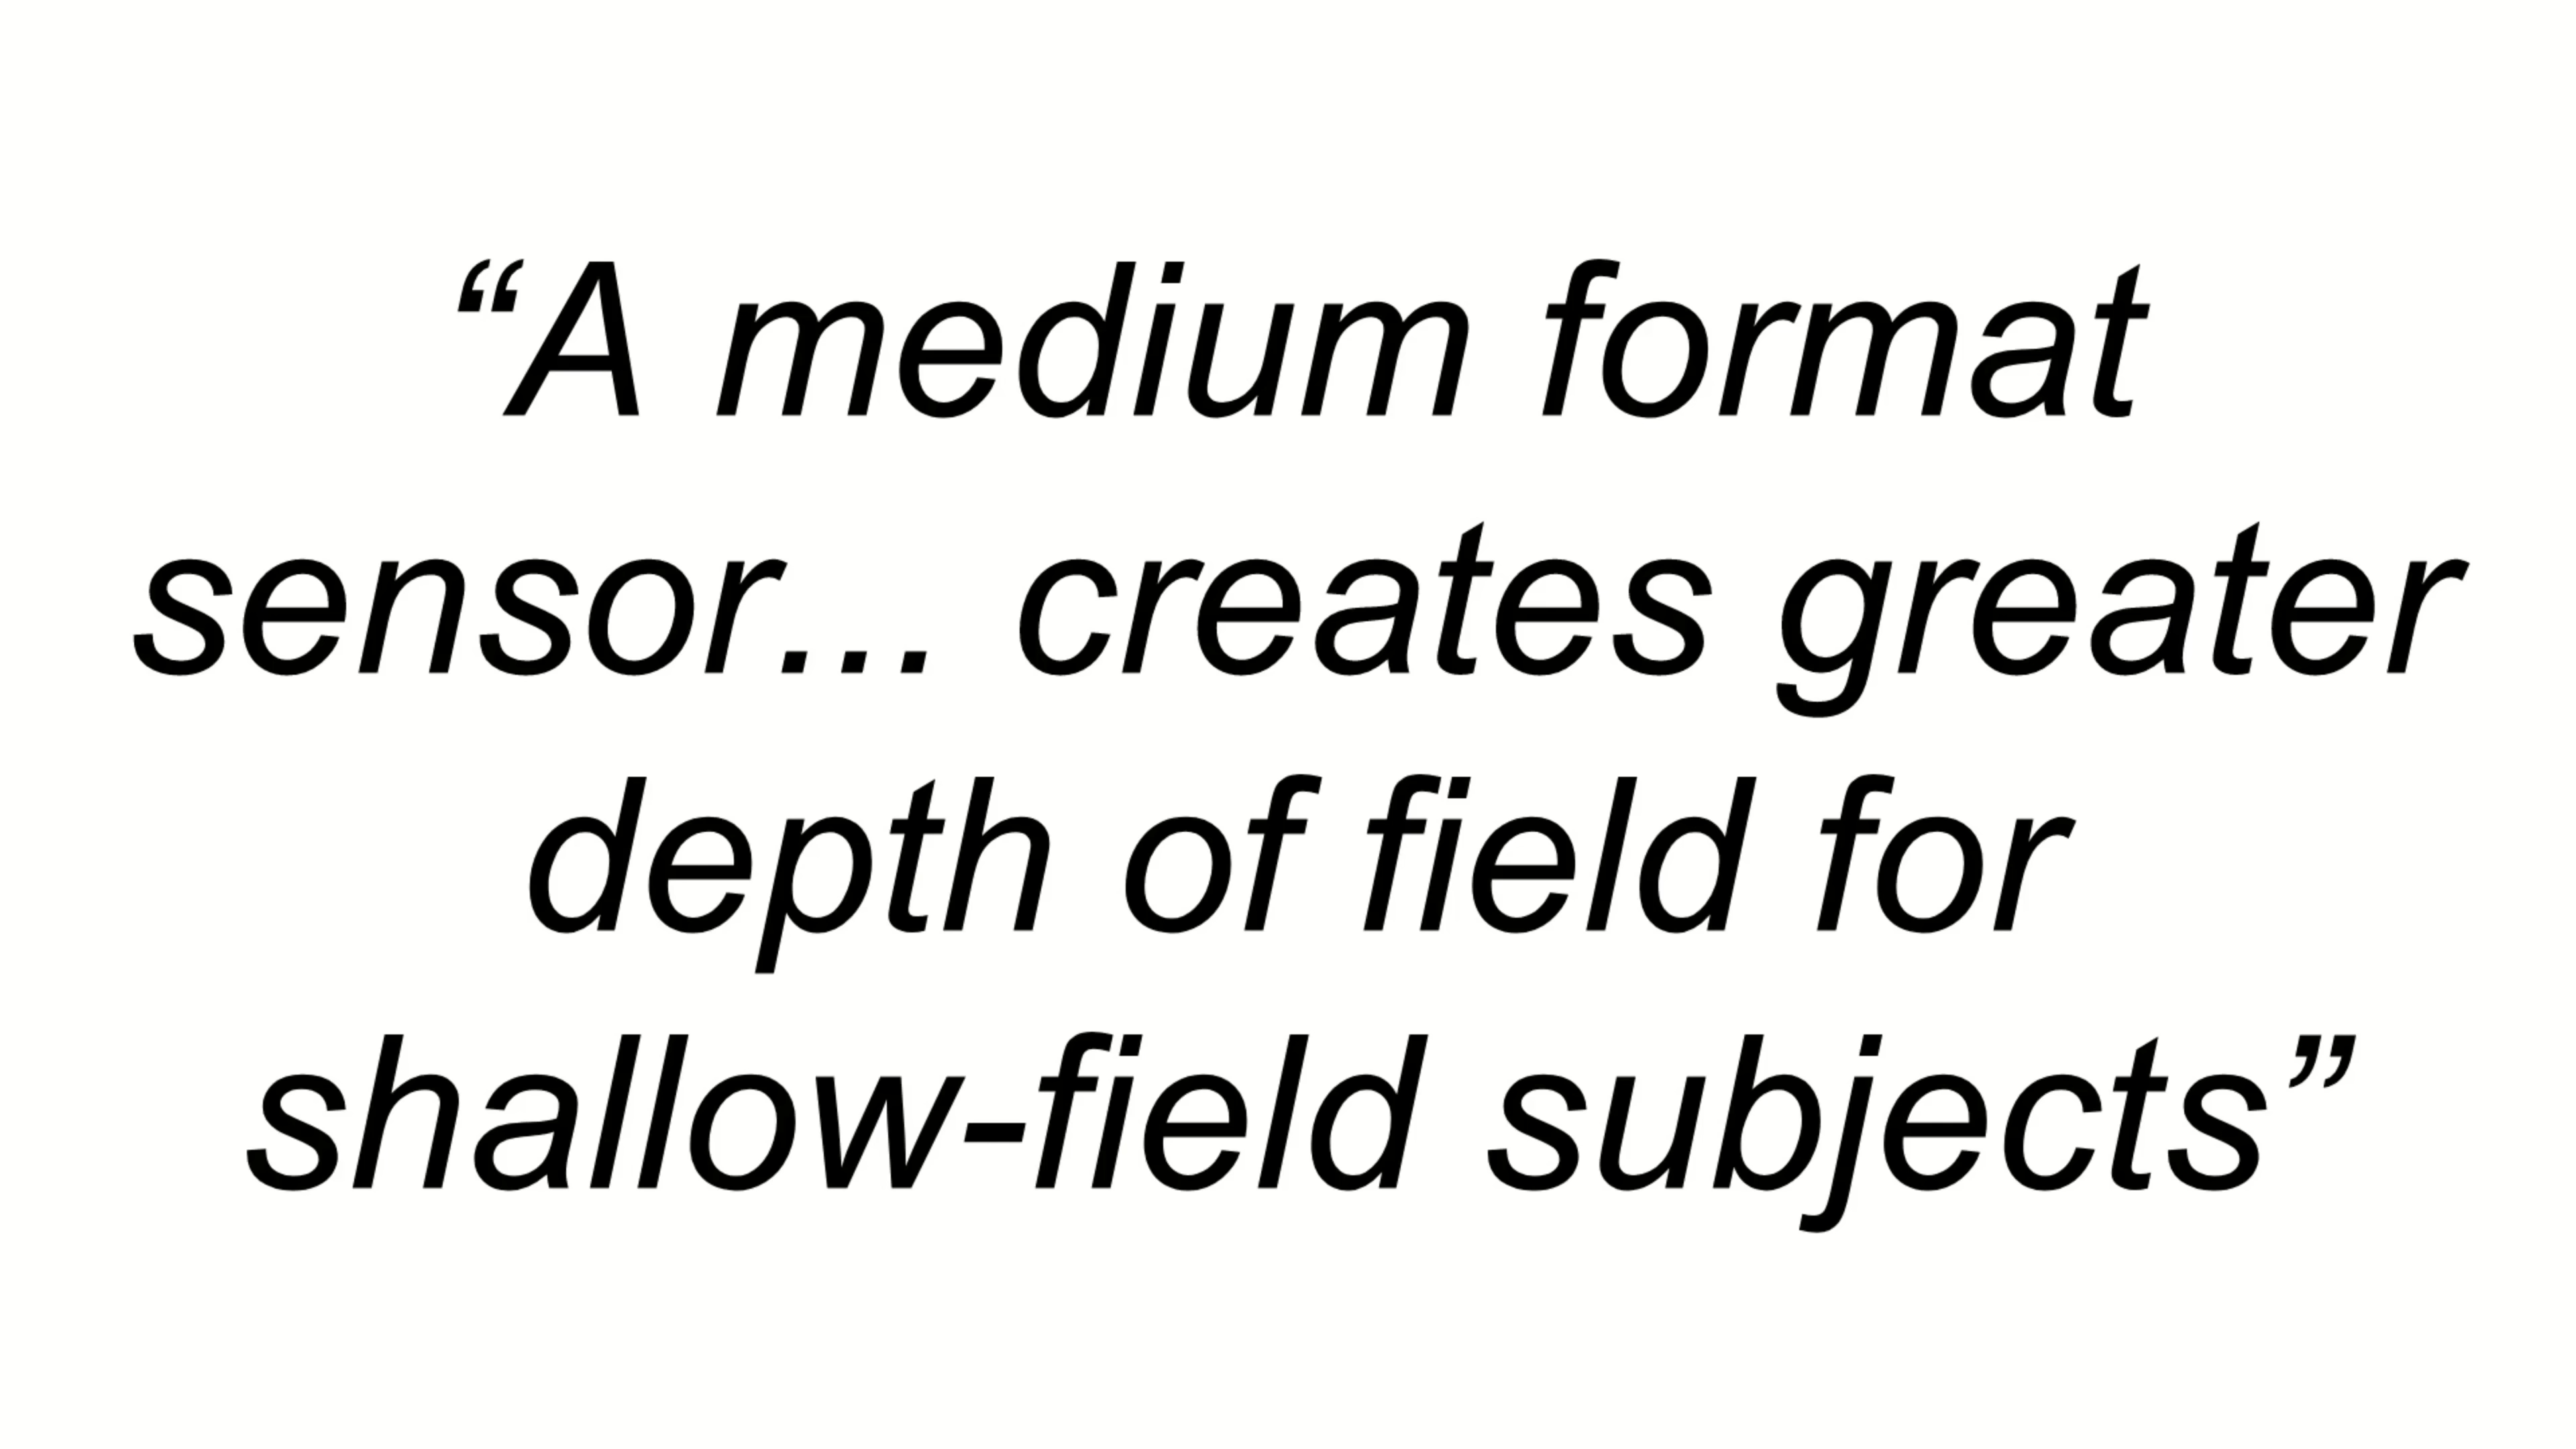 “A medium format
sensor... creates greater
depth of field for
shallow-field subjects”